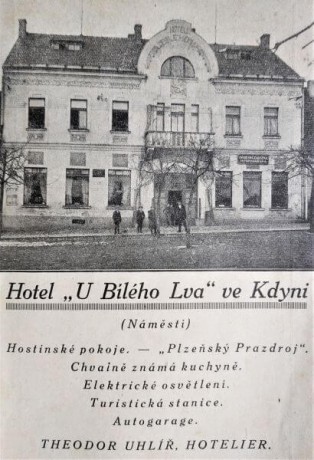 Hotel „U Bílého Lva“ ve Kdyni
(Náměstí)
Hostinské pokoje. — „Plzeňský Prazdroj“.
Chvalně známá kuchyně.
Elektrické osvětlení.
Turistická stanice.
Autogarage.
THEODOR UHLÍŘ, HOTELIER.